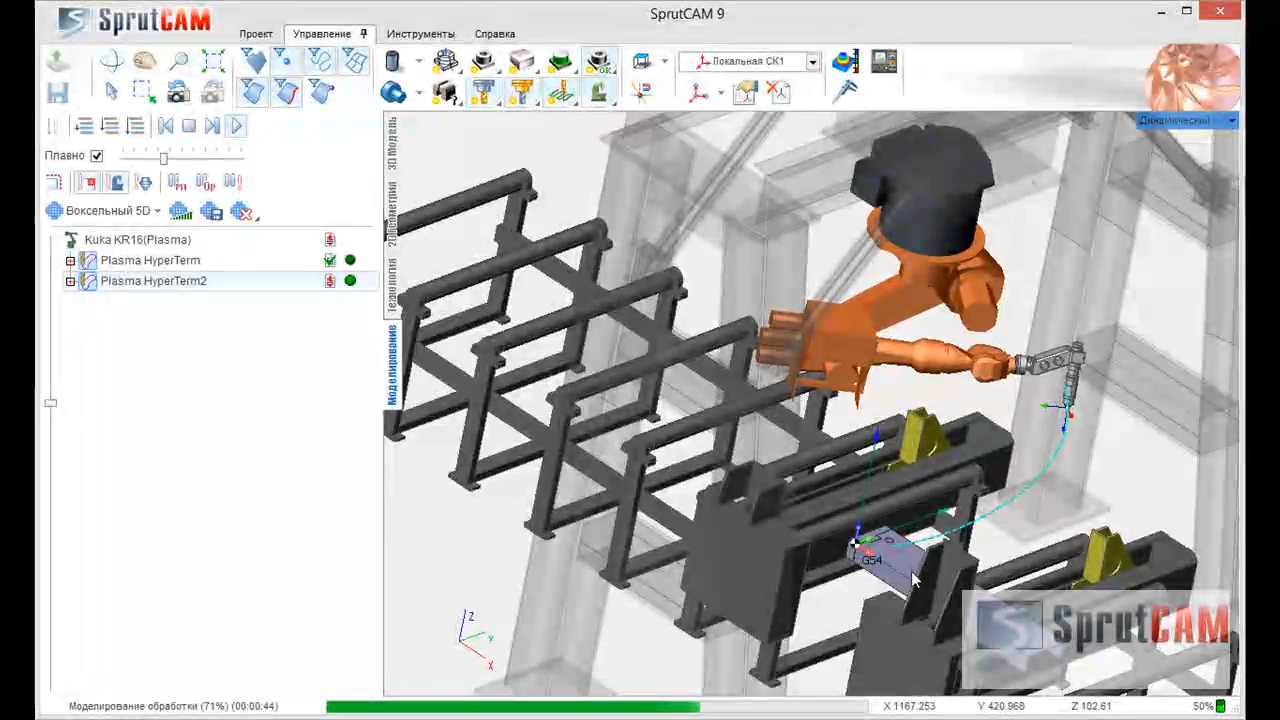 SprutCAM 9
SprutCAM
Проект
Управление
Инструменты
Справка
Локальная СК1
Динамический
Плавно
Воксельный 5D
Kuka KR16(Plasma)
Plasma HyperTerm
Plasma HyperTerm2
3D Модель
2D Геометрия
Технология
Моделирование
G54
Z
Y
X
SprutCAM
Моделирование обработки (71%) (00:00:44)
X 1167.253
Y 420.968
Z 102.61
50%